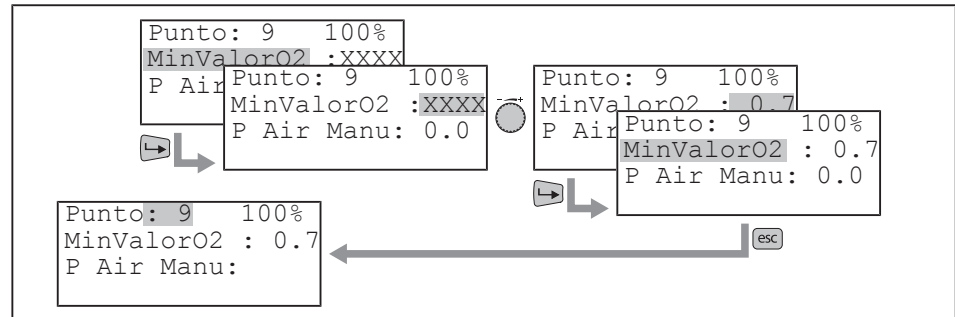 Punto: 9 100%
MinValorO2 :XXXX
P Air
Punto: 9 100%
MinValorO2 :XXXX
P Air Manu: 0.0
- +
Punto: 9 100%
MinValorO2 : 0.7
P Air
Punto: 9 100%
MinValorO2 : 0.7
P Air Manu: 0.0
esc
Punto: 9 100%
MinValorO2 : 0.7
P Air Manu: